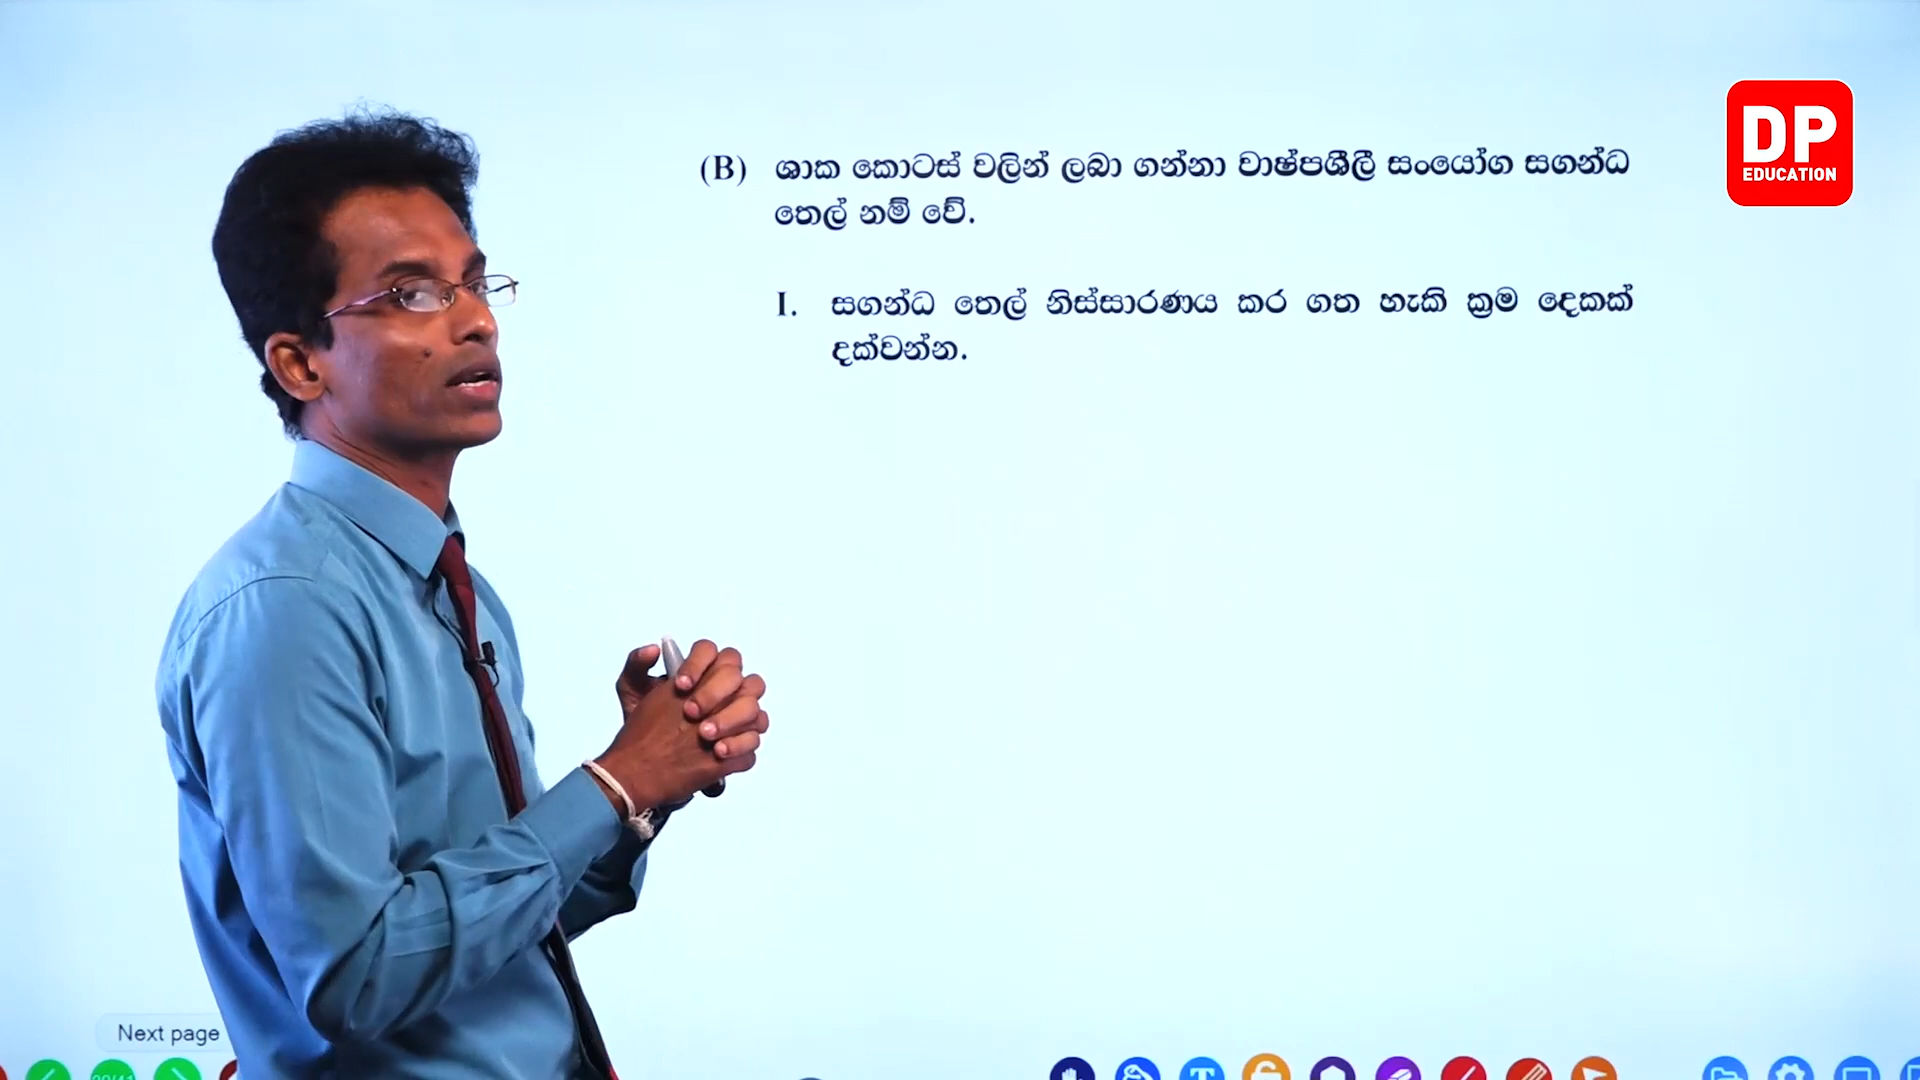 DP
EDUCATION
(B) ශාක කොටස් වලින් ලබා ගන්නා වාෂ්පශීලී සංයෝග සගන්ධ
තෙල් නම් වේ.
I. සගන්ධ තෙල් නිස්සාරණය කර ගත හැකි ක්‍රම දෙකක්
දක්වන්න.
Next page